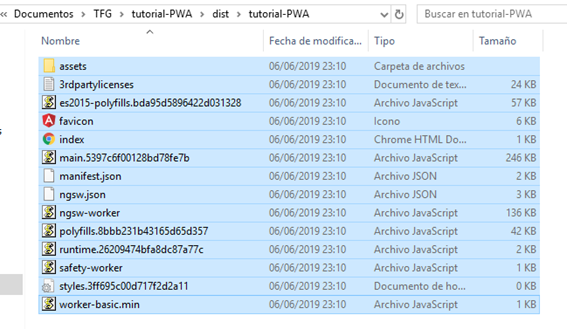 « Documentos > TFG > tutorial-PWA > dist > tutorial-PWA Buscar en tutorial-PWA
Nombre Fecha de modifica... Tipo Tamaño
assets 06/06/2019 23:10 Carpeta de archivos
3rdpartylicenses 06/06/2019 23:10 Documento de tex... 24 KB
es2015-polyfills.bda95d5896422d031328 06/06/2019 23:10 Archivo JavaScript 57 KB
favicon 06/06/2019 23:10 Icono 6 KB
index 06/06/2019 23:10 Chrome HTML Do... 1 KB
main.5397c6f00128bd78fe7b 06/06/2019 23:10 Archivo JavaScript 246 KB
manifest.json 06/06/2019 23:10 Archivo JSON 2 KB
ngsw.json 06/06/2019 23:10 Archivo JSON 3 KB
ngsw-worker 06/06/2019 23:10 Archivo JavaScript 136 KB
polyfills.8bbb231b43165d65d357 06/06/2019 23:10 Archivo JavaScript 42 KB
runtime.26209474bfa8dc87a77c 06/06/2019 23:10 Archivo JavaScript 2 KB
safety-worker 06/06/2019 23:10 Archivo JavaScript 1 KB
styles.3ff695c00d717f2d2a11 06/06/2019 23:10 Documento de ho... 0 KB
worker-basic.min 06/06/2019 23:10 Archivo JavaScript 1 KB